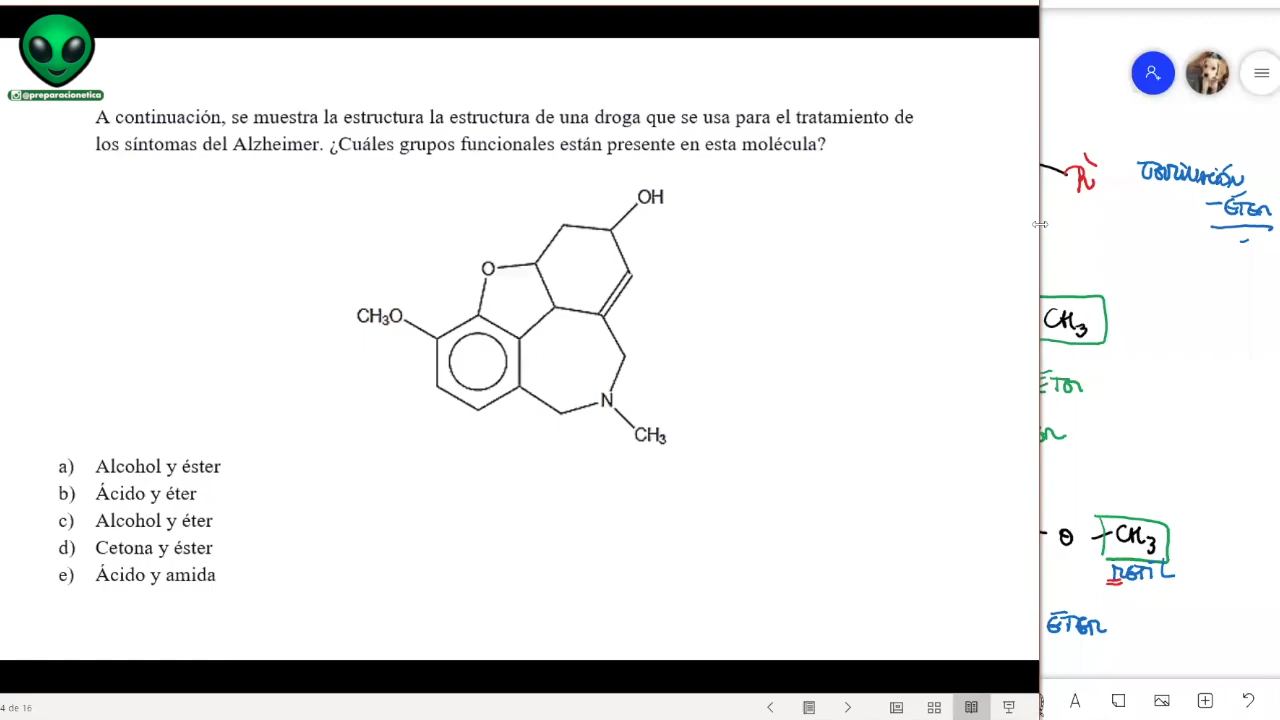 @preparacionetica
A continuación, se muestra la estructura la estructura de una droga que se usa para el tratamiento de
los síntomas del Alzheimer. ¿Cuáles grupos funcionales están presente en esta molécula?
OH
O
CH₃O
N
CH₃
a) Alcohol y éster
b) Ácido y éter
c) Alcohol y éter
d) Cetona y éster
e) Ácido y amida
R'
- ÉTER
CH₃
O - CH₃
METIL
ÉTER
4 de 16
A